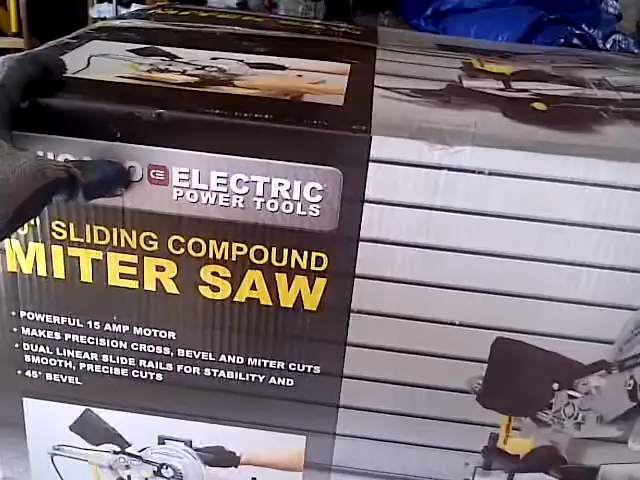 ELECTRIC
POWER TOOLS
SLIDING COMPOUND
MITER SAW
• POWERFUL 15 AMP MOTOR
• MAKES PRECISION CROSS, BEVEL AND MITER CUTS
• DUAL LINEAR SLIDE RAILS FOR STABILITY AND
SMOOTH, PRECISE CUTS
• 45° BEVEL